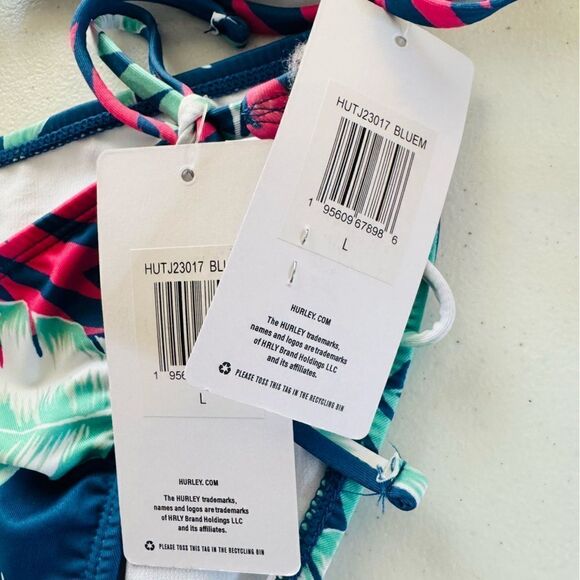 HUTJ23017 BLUEM
1 95609 67898 6
L
HURLEY.COM
The HURLEY trademarks,
names and logos are trademarks
of HRLY Brand Holdings LLC
and its affiliates.
PLEASE TOSS THIS TAG IN THE RECYCLING BIN
HUTJ23017 BLU
1 956
L
HURLEY.COM
The HURLEY trademarks,
names and logos are trademarks
of HRLY Brand Holdings LLC
and its affiliates.
PLEASE TOSS THIS TAG IN THE RECYCLING BIN